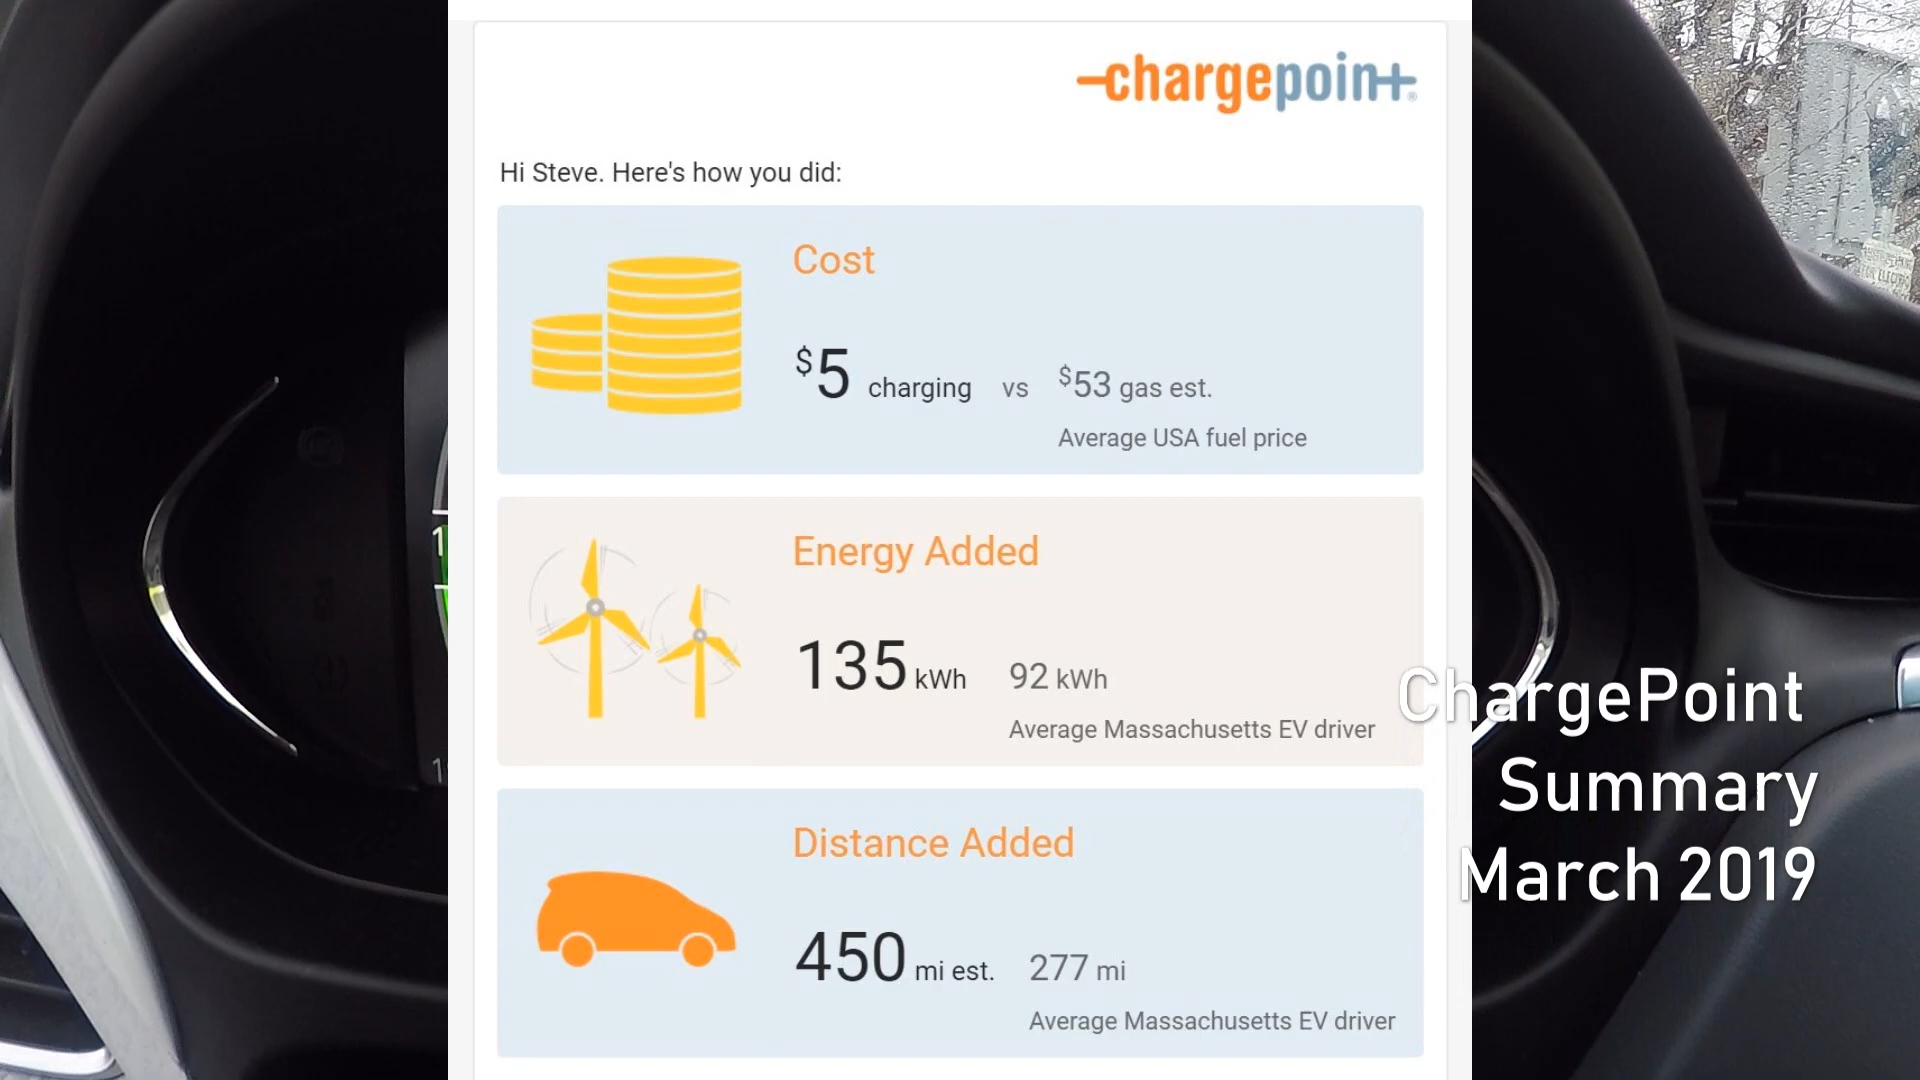 chargepoint®
Hi Steve. Here's how you did:
Cost
$5 charging vs $53 gas est.
Average USA fuel price
Energy Added
135 kWh 92 kWh
Average Massachusetts EV driver
Distance Added
450 mi est. 277 mi
Average Massachusetts EV driver
ChargePoint
Summary
March 2019